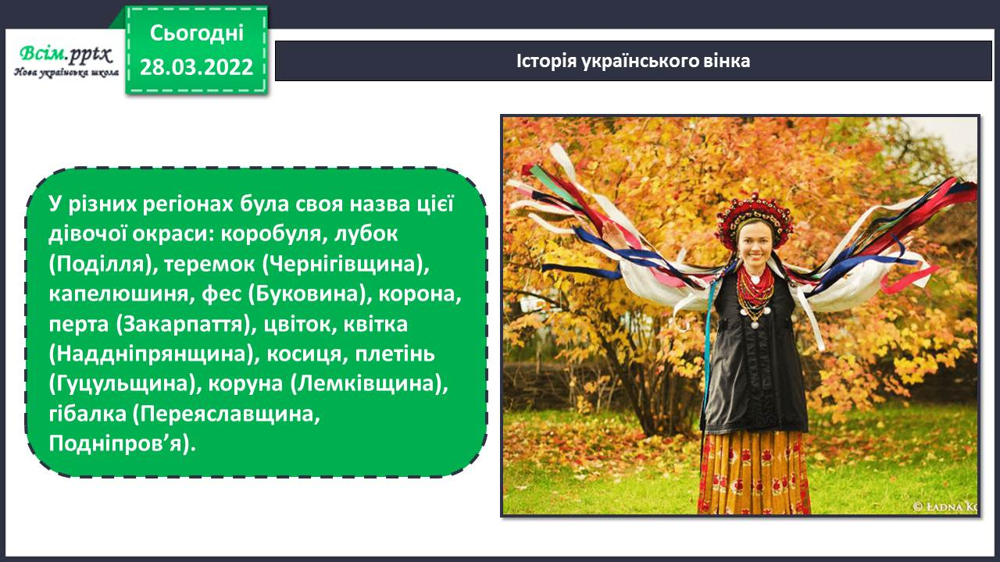 Всім.pptx
Нова українська школа
Сьогодні
28.03.2022
Історія українського вінка
У різних регіонах була своя назва цієї
дівочої окраси: коробуля, лубок
(Поділля), теремок (Чернігівщина),
капелюшиня, фес (Буковина), корона,
перта (Закарпаття), цвіток, квітка
(Наддніпрянщина), косиця, плетінь
(Гуцульщина), коруна (Лемківщина),
гібалка (Переяславщина,
Подніпров’я).
© ŁADNA KO